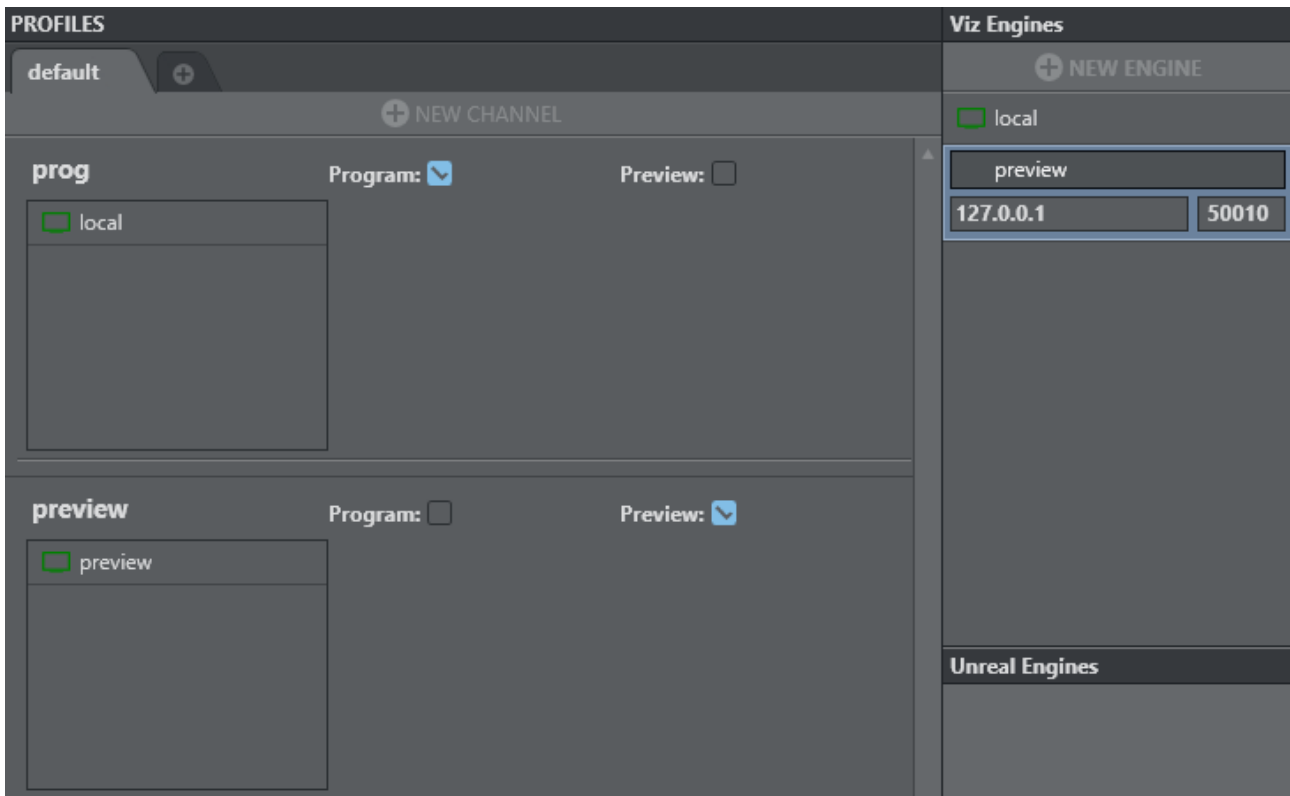 PROFILES
default
NEW CHANNEL
prog
Program:
Preview:
local
preview
Program:
Preview:
preview
Viz Engines
NEW ENGINE
local
preview
127.0.0.1
50010
Unreal Engines